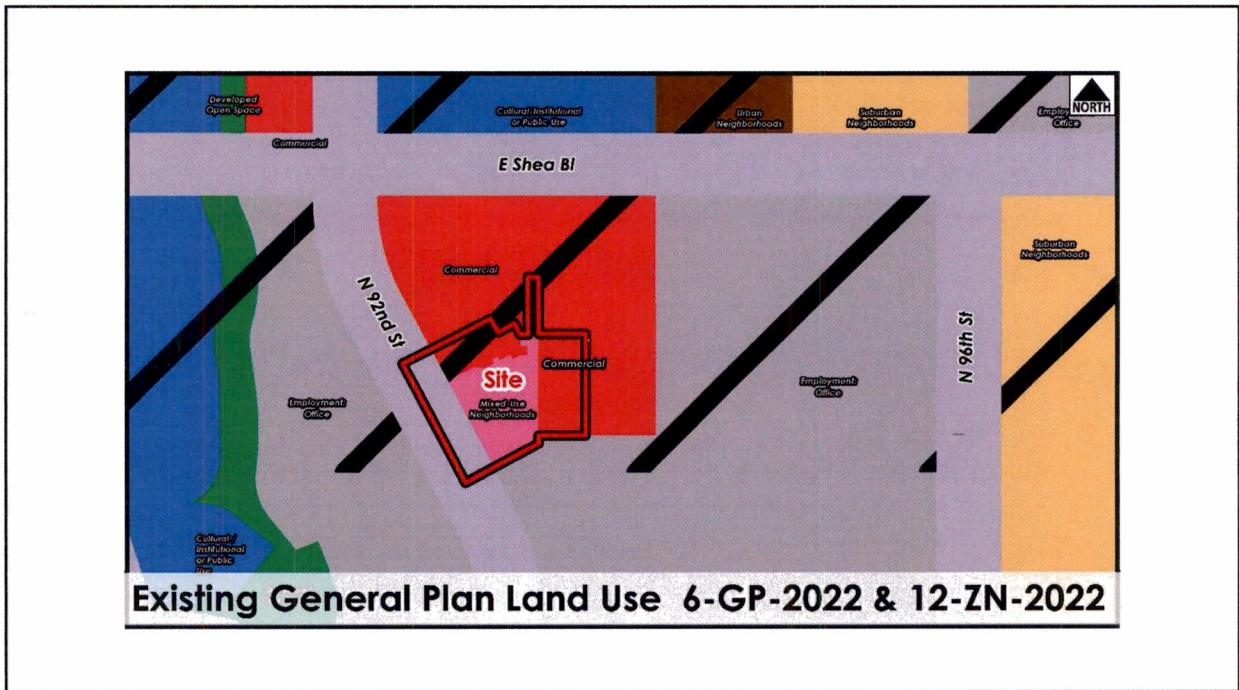 Developed
Open Space
Commercial
Cultural/Institutional
or Public Use
Urban
Neighborhoods
Suburban
Neighborhoods
Office
NORTH
E Shea Bl
N 92nd St
Commercial
Suburban
Neighborhoods
N 96th St
Site
Commercial
Mixed-Use
Neighborhoods
Employment:
Office
Employment:
Office
Cultural /
Institutional
or Public
Use
Existing General Plan Land Use 6-GP-2022 & 12-ZN-2022